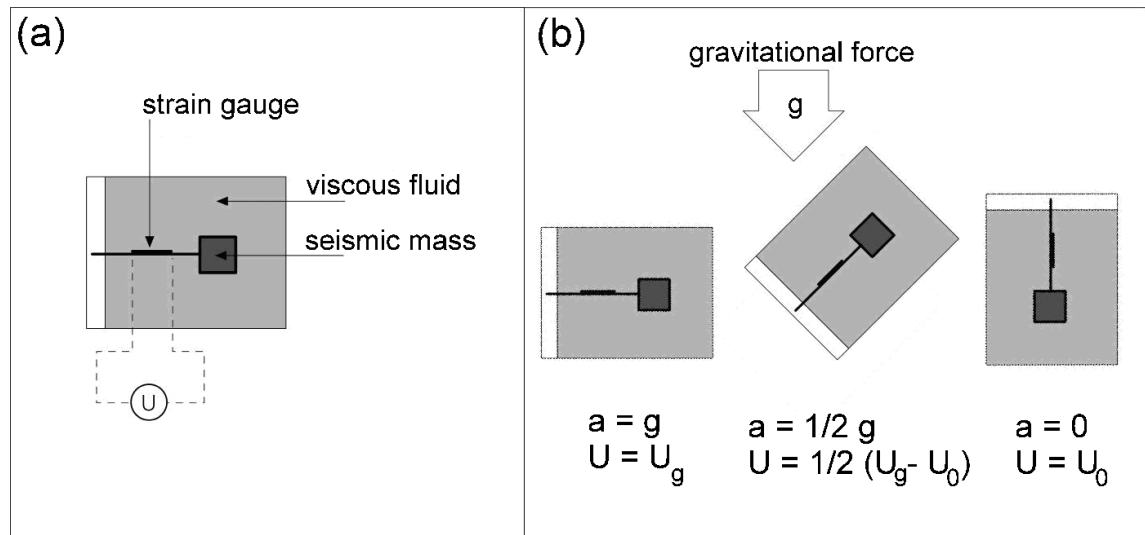 (a)
strain gauge
viscous fluid
seismic mass
U
(b)
gravitational force
g
a = g
U = U_g
a = 1/2 g
U = 1/2 (U_g- U_0)
a = 0
U = U_0